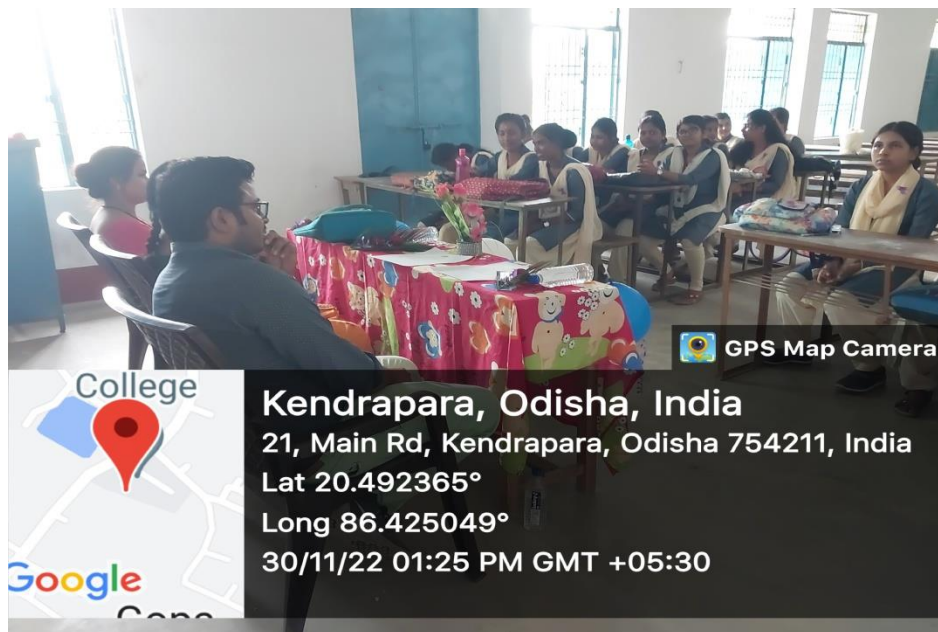 GPS Map Camera
College
Google
Kendrapara, Odisha, India
21, Main Rd, Kendrapara, Odisha 754211, India
Lat 20.492365°
Long 86.425049°
30/11/22 01:25 PM GMT +05:30